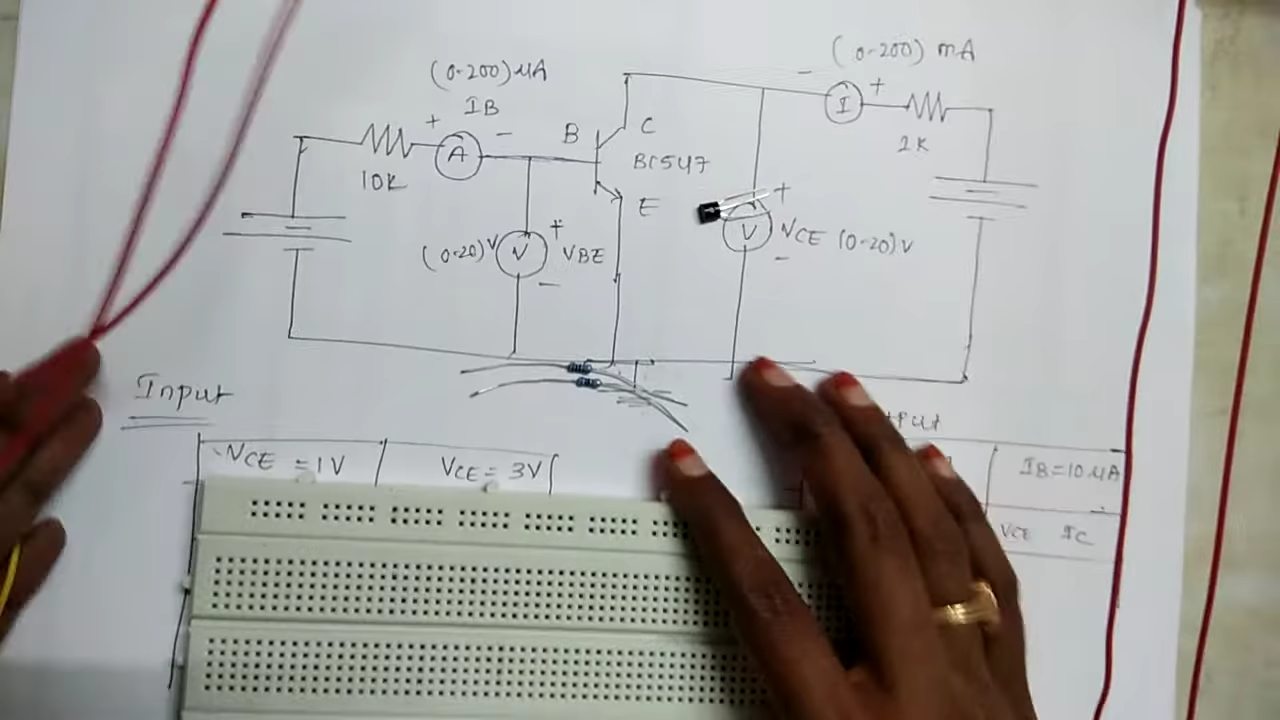 (0-200) mA
(0-200) μA
IB
+
-
-
+
I
A
B
C
BC547
E
10K
2K
(0-20)V
V
+
VBE
-
+
V
VCE (0-20)V
-
Input
VCE = 1V
VCE = 3V
IB = 10 μA
VCE IC